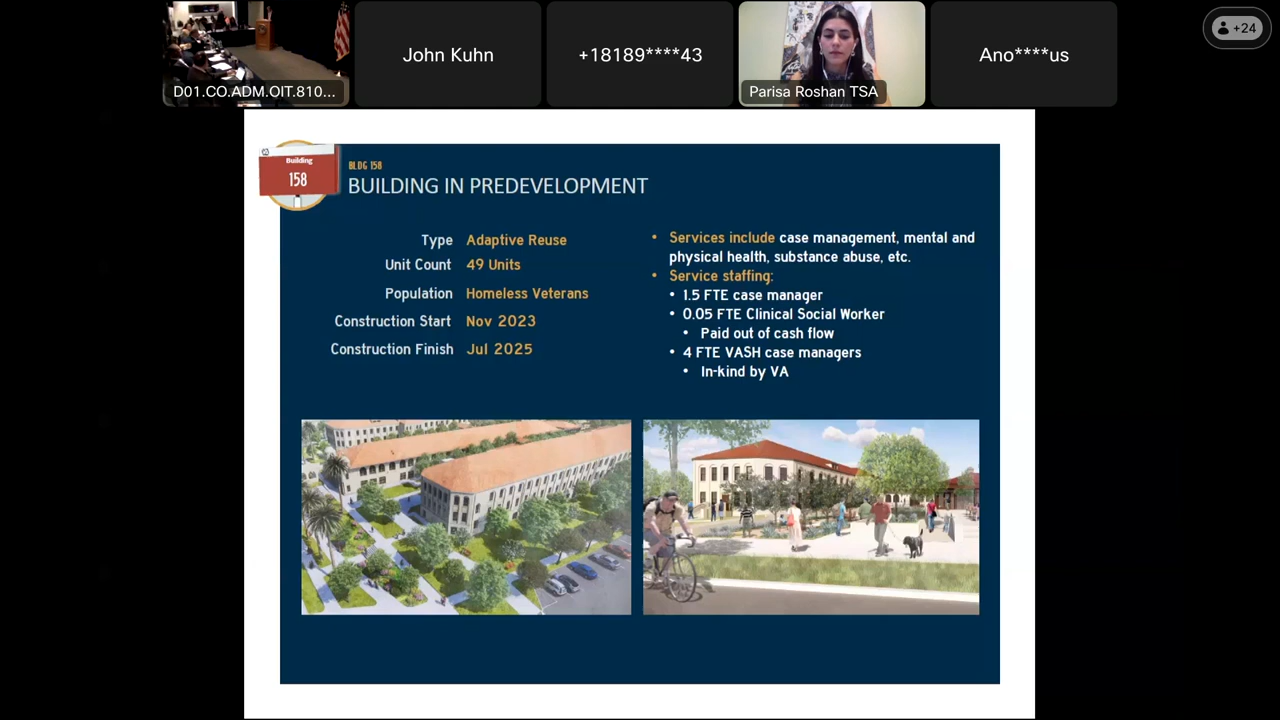 D01.CO.ADM.OIT.810...
John Kuhn
+18189****43
Parisa Roshan TSA
Ano****us
+24
Building
158
BLDG 158
BUILDING IN PREDEVELOPMENT
Type Adaptive Reuse
Unit Count 49 Units
Population Homeless Veterans
Construction Start Nov 2023
Construction Finish Jul 2025
• Services include case management, mental and
physical health, substance abuse, etc.
• Service staffing:
• 1.5 FTE case manager
• 0.05 FTE Clinical Social Worker
• Paid out of cash flow
• 4 FTE VASH case managers
• In-kind by VA